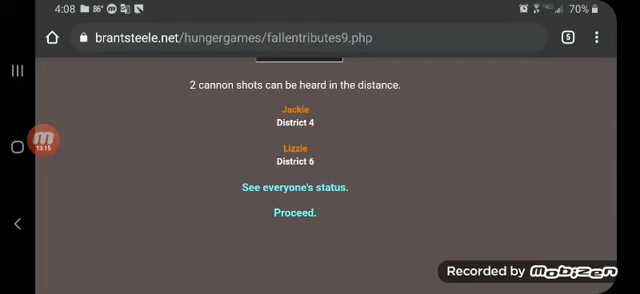 4:08 86° 70%
brantsteele.net/hungergames/fallentributes9.php 5
2 cannon shots can be heard in the distance.
Jackie
District 4
Lizzie
District 6
See everyone's status.
Proceed.
13:15
Recorded by mobizen